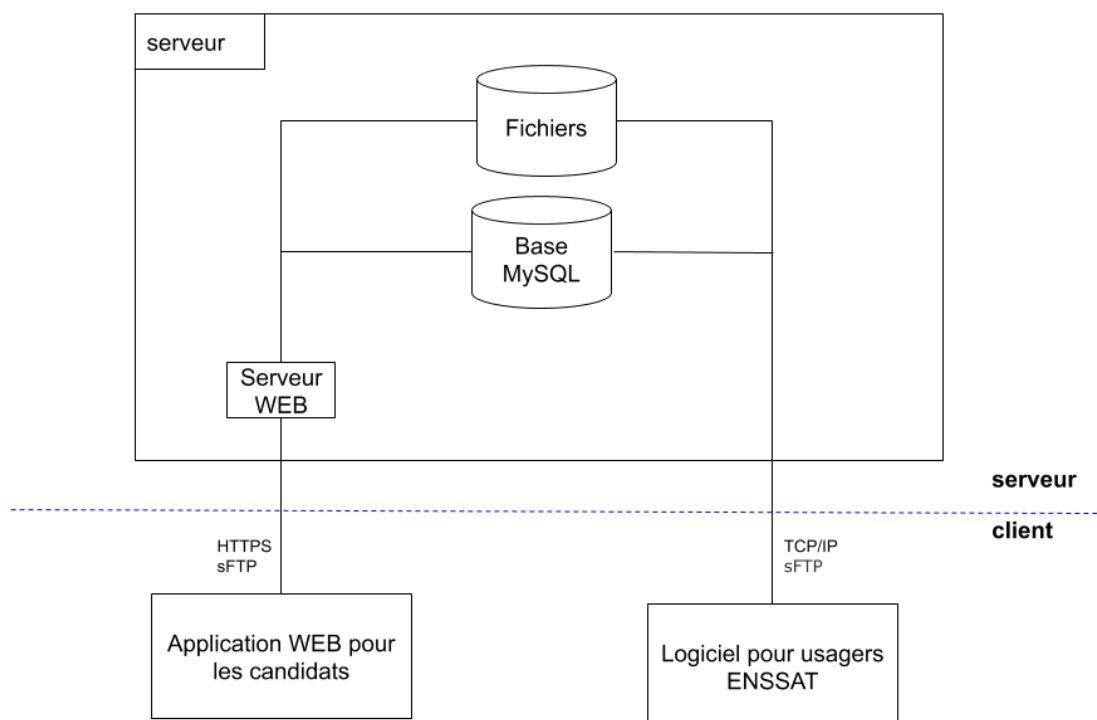 serveur
Fichiers
Base
MySQL
Serveur
WEB
serveur
client
HTTPS
sFTP
TCP/IP
sFTP
Application WEB pour
les candidats
Logiciel pour usagers
ENSSAT